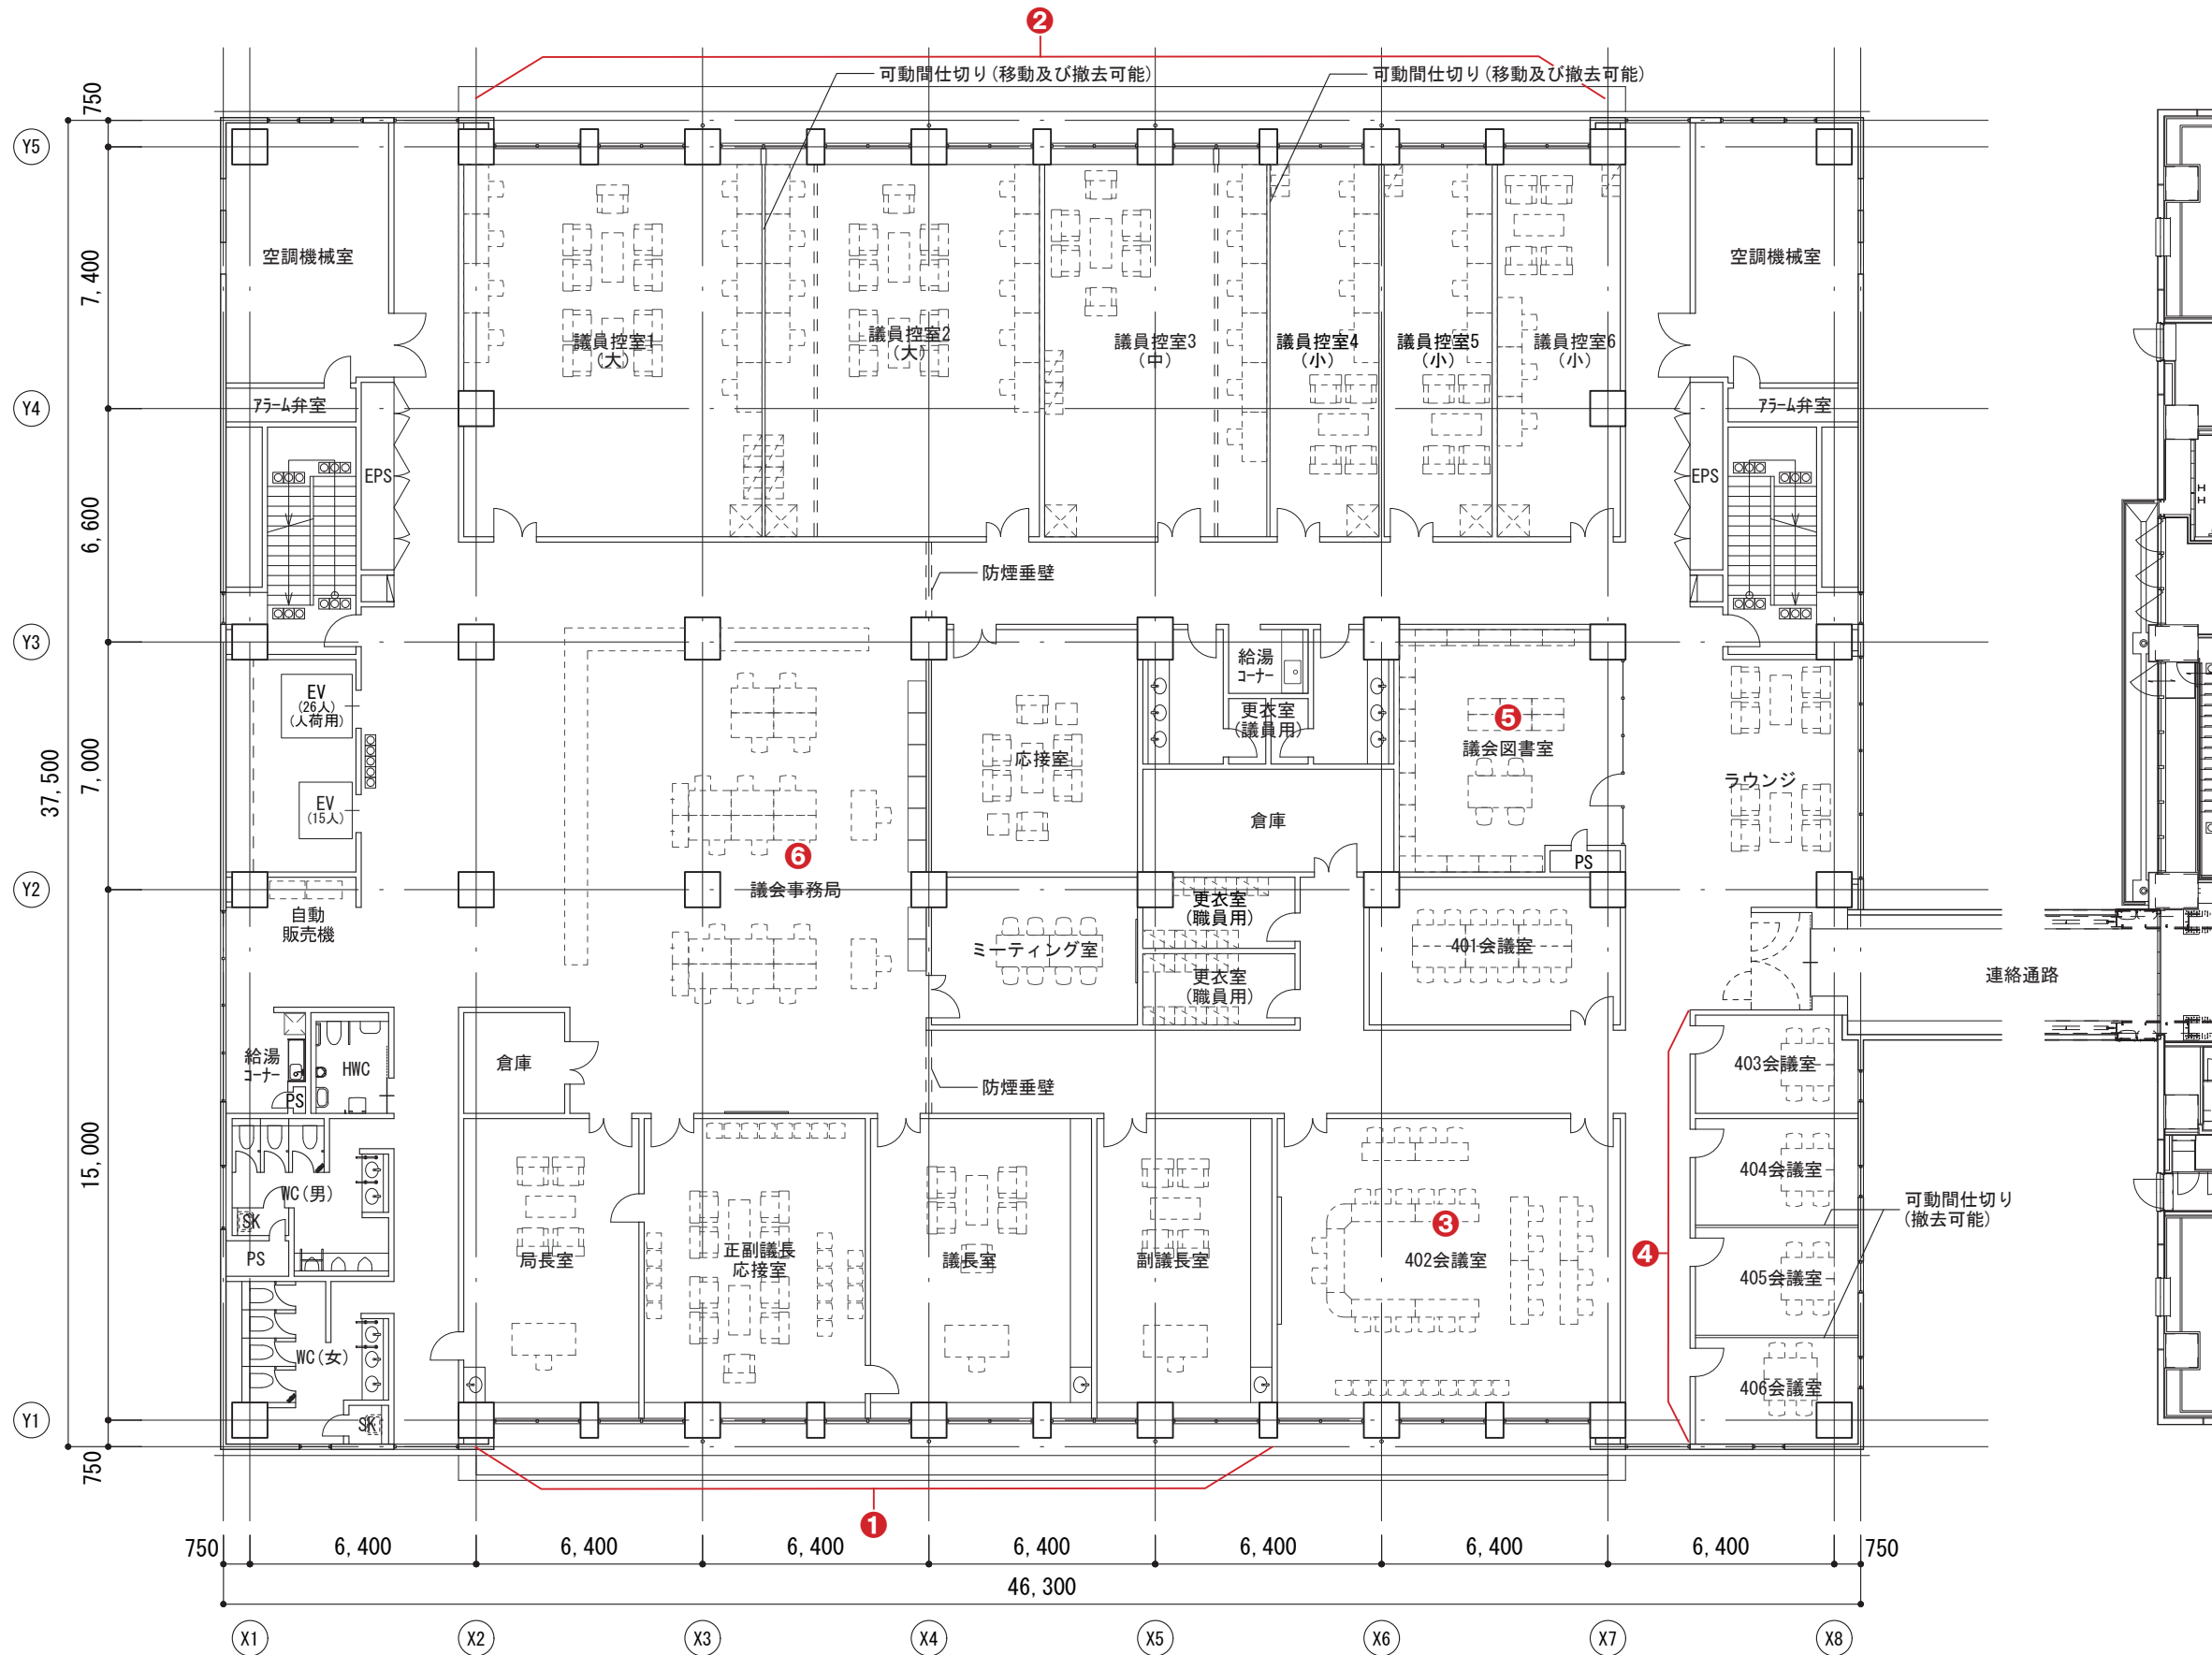 ❷
可動間仕切り(移動及び撤去可能)
可動間仕切り(移動及び撤去可能)
750
Y5
7,400
空調機械室
空調機械室
議員控室1
(大)
議員控室2
(大)
議員控室3
(中)
議員控室4
(小)
議員控室5
(小)
議員控室6
(小)
Y4
アラーム弁室
アラーム弁室
EPS
EPS
6,600
防煙垂壁
Y3
給湯
コーナー
EV
(26人)
(人荷用)
更衣室
(議員用)
❺
議会図書室
応接室
ラウンジ
7,000
37,500
EV
(15人)
倉庫
❻
議会事務局
PS
Y2
自動
販売機
更衣室
(職員用)
ミーティング室
401会議室
更衣室
(職員用)
連絡通路
給湯
コーナー
HWC
PS
倉庫
防煙垂壁
403会議室
15,000
404会議室
WC(男)
SK
PS
可動間仕切り
(撤去可能)
局長室
正副議長
応接室
議長室
副議長室
❸
402会議室
❹
405会議室
WC(女)
406会議室
SK
Y1
750
❶
750
6,400
6,400
6,400
6,400
6,400
6,400
6,400
750
46,300
X1
X2
X3
X4
X5
X6
X7
X8